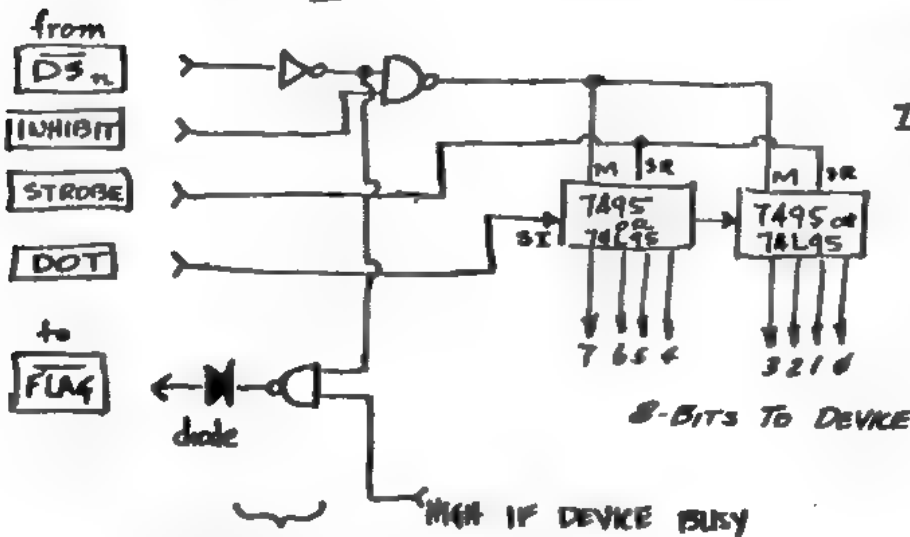 from
DSn
INHIBIT
STROBE
DOT
to
FLAG
diode
M SR
7495
OR
74L95
SI
7 6 5 4
M SR
7495 OR
74L95
3 2 1 0
8-BITS TO DEVICE
HIGH IF DEVICE BUSY